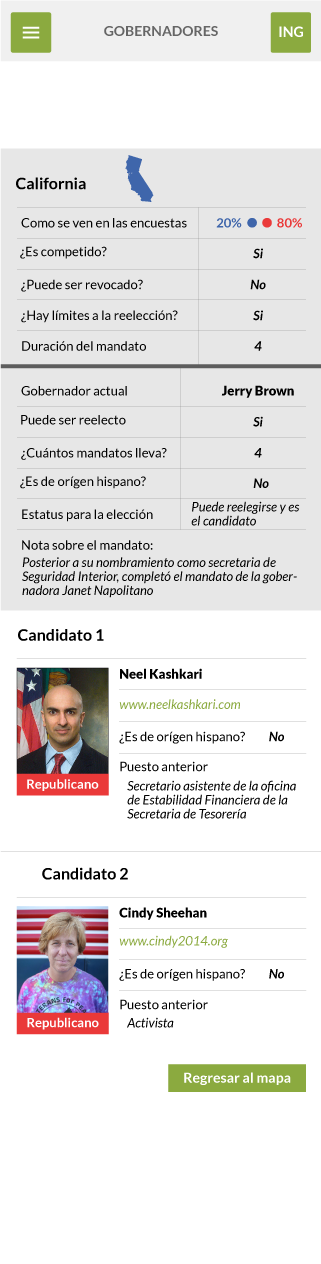 GOBERNADORES
ING
California
Como se ven en las encuestas 20% 80%
¿Es competido? Si
¿Puede ser revocado? No
¿Hay límites a la reelección? Si
Duración del mandato 4
Gobernador actual Jerry Brown
Puede ser reelecto Si
¿Cuántos mandatos lleva? 4
¿Es de orígen hispano? No
Estatus para la elección Puede reelegirse y es
el candidato
Nota sobre el mandato:
Posterior a su nombramiento como secretaria de
Seguridad Interior, completó el mandato de la gober-
nadora Janet Napolitano
Candidato 1
Neel Kashkari
www.neelkashkari.com
¿Es de orígen hispano? No
Puesto anterior
Secretario asistente de la oficina
de Estabilidad Financiera de la
Secretaria de Tesorería
Republicano
Candidato 2
Cindy Sheehan
www.cindy2014.org
¿Es de orígen hispano? No
Puesto anterior
Activista
Republicano
Regresar al mapa